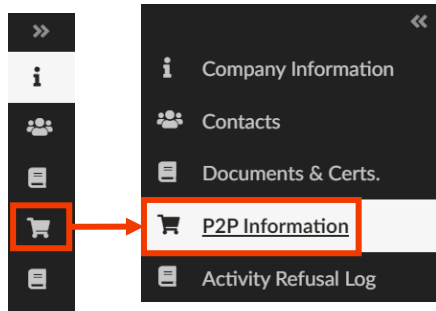 Company Information
Contacts
Documents & Certs.
P2P Information
Activity Refusal Log